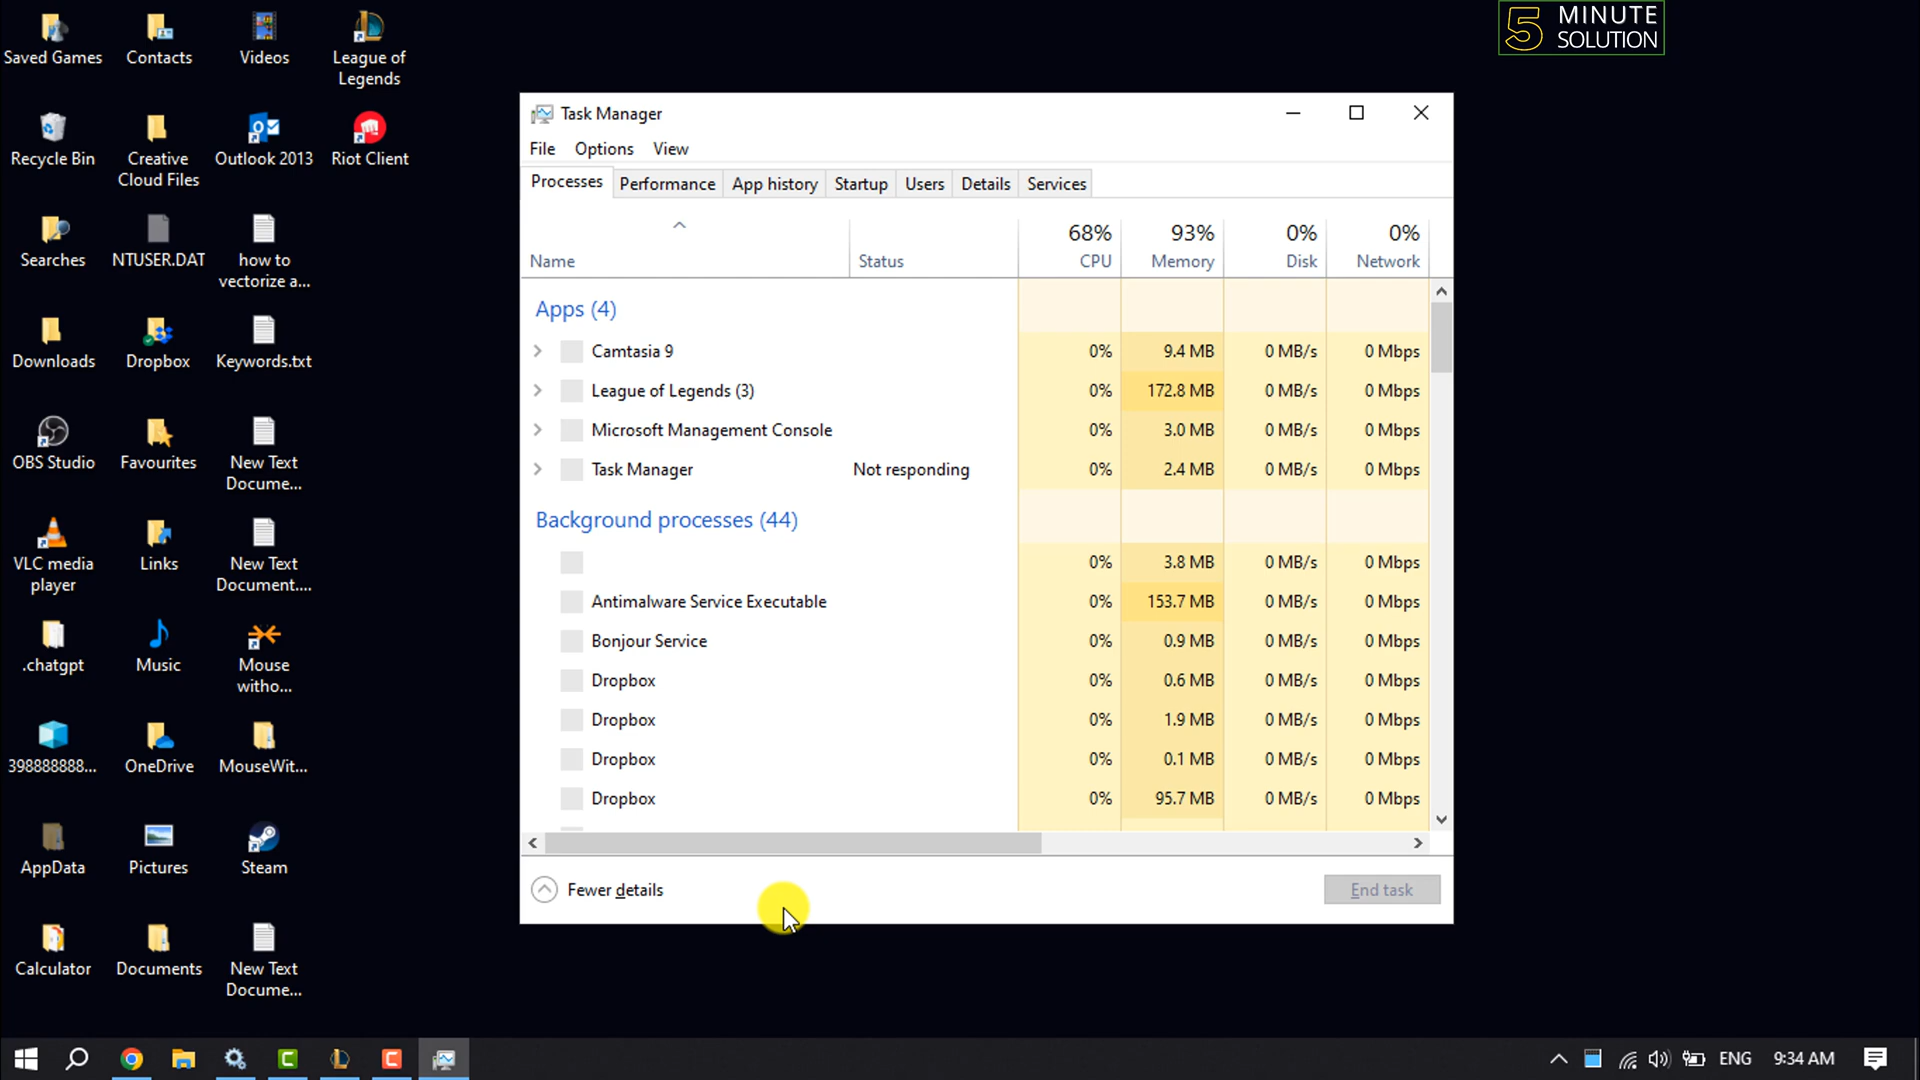 5 MINUTE
SOLUTION
Saved Games
Contacts
Videos
League of
Legends
Recycle Bin
Creative
Cloud Files
Outlook 2013
Riot Client
Searches
NTUSER.DAT
how to
vectorize a...
Downloads
Dropbox
Keywords.txt
OBS Studio
Favourites
New Text
Docume...
VLC media
player
Links
New Text
Document....
.chatgpt
Music
Mouse
witho...
398888888...
OneDrive
MouseWit...
AppData
Pictures
Steam
Calculator
Documents
New Text
Docume...
Task Manager
File Options View
Processes Performance App history Startup Users Details Services
68% 93% 0% 0%
Name Status CPU Memory Disk Network
Apps (4)
Camtasia 9 0% 9.4 MB 0 MB/s 0 Mbps
League of Legends (3) 0% 172.8 MB 0 MB/s 0 Mbps
Microsoft Management Console 0% 3.0 MB 0 MB/s 0 Mbps
Task Manager Not responding 0% 2.4 MB 0 MB/s 0 Mbps
Background processes (44)
0% 3.8 MB 0 MB/s 0 Mbps
Antimalware Service Executable 0% 153.7 MB 0 MB/s 0 Mbps
Bonjour Service 0% 0.9 MB 0 MB/s 0 Mbps
Dropbox 0% 0.6 MB 0 MB/s 0 Mbps
Dropbox 0% 1.9 MB 0 MB/s 0 Mbps
Dropbox 0% 0.1 MB 0 MB/s 0 Mbps
Dropbox 0% 95.7 MB 0 MB/s 0 Mbps
Fewer details End task
ENG 9:34 AM